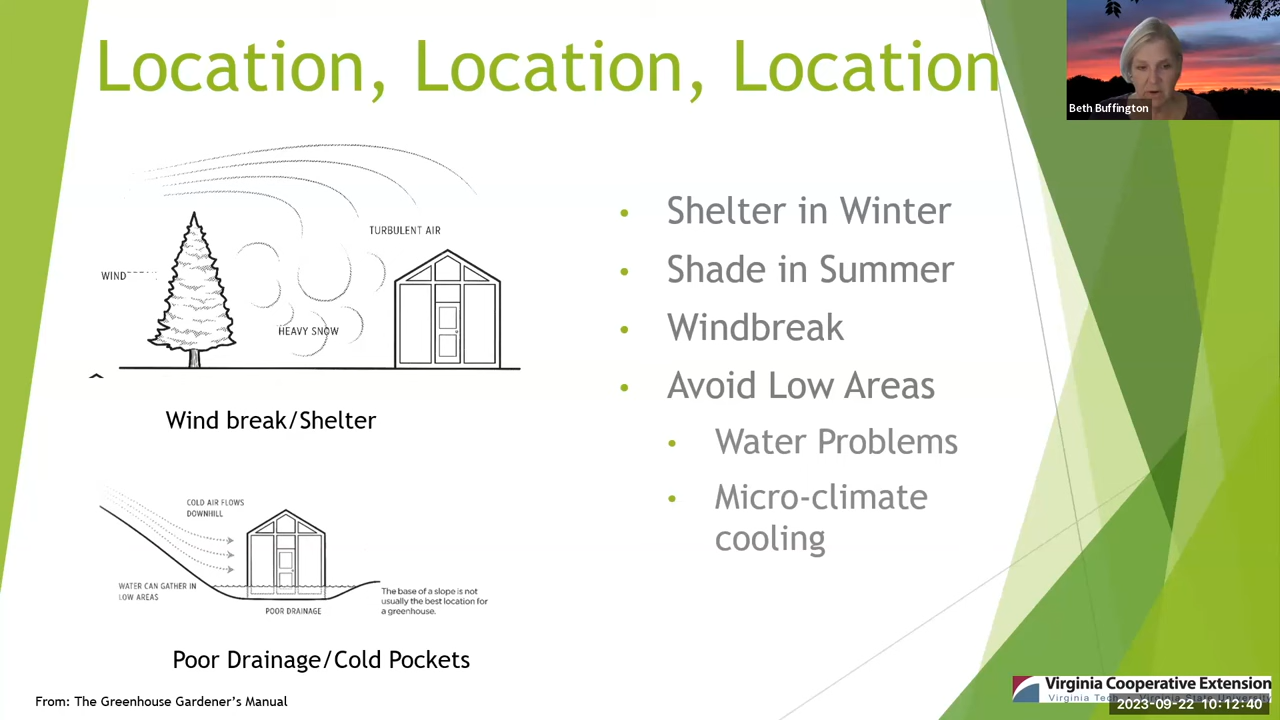 Location, Location, Location
Beth Buffington
TURBULENT AIR
WIND
HEAVY SNOW
Wind break/Shelter
COLD AIR FLOWS
DOWNHILL
WATER CAN GATHER IN
LOW AREAS
POOR DRAINAGE
The base of a slope is not
usually the best location for
a greenhouse.
Poor Drainage/Cold Pockets
From: The Greenhouse Gardener's Manual
• Shelter in Winter
• Shade in Summer
• Windbreak
• Avoid Low Areas
• Water Problems
• Micro-climate
cooling
Virginia Cooperative Extension
Virginia Tech • Virginia State University
2023-09-22 10:12:40